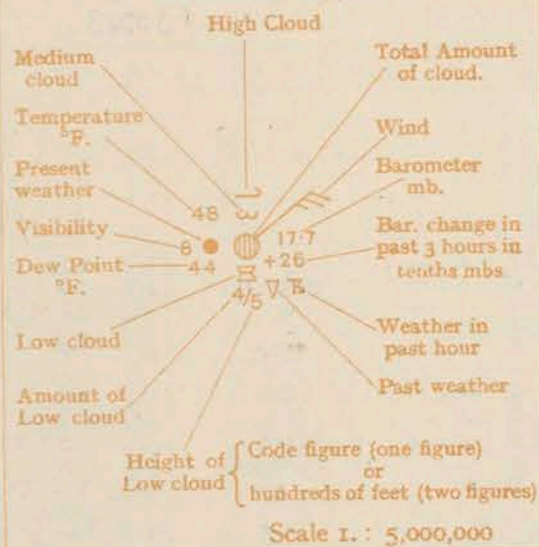 High Cloud
Medium
cloud
Total Amount
of cloud.
Temperature
°F.
Wind
Present
weather
Barometer
mb.
48
Visibility
8
17·7
Bar. change in
past 3 hours in
tenths mbs
+26
Dew Point
°F.
44
4/5
Low cloud
Weather in
past hour
Amount of
Low cloud
Past weather
Height of
Low cloud
Code figure (one figure)
or
hundreds of feet (two figures)
Scale 1. : 5,000,000